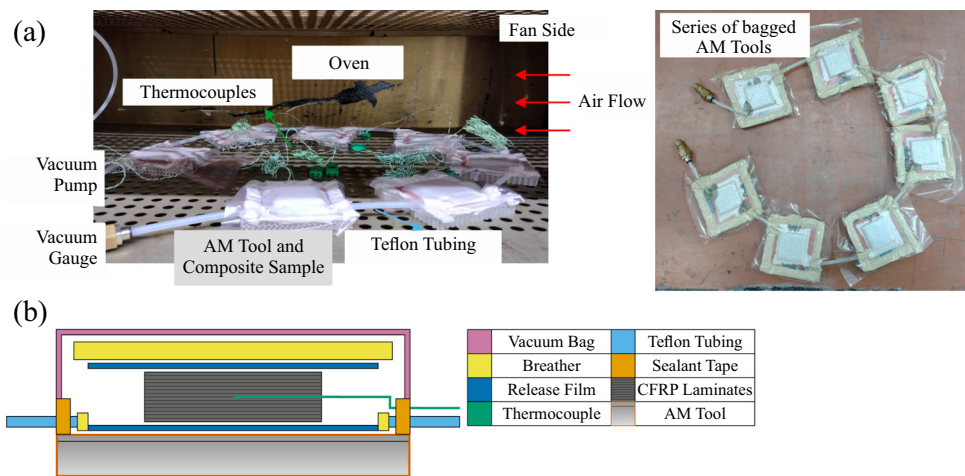 (a)
Fan Side
Oven
Thermocouples
Air Flow
Vacuum
Pump
Vacuum
Gauge
AM Tool and
Composite Sample
Teflon Tubing
Series of bagged
AM Tools
(b)
Vacuum Bag
Teflon Tubing
Breather
Sealant Tape
Release Film
CFRP Laminates
Thermocouple
AM Tool